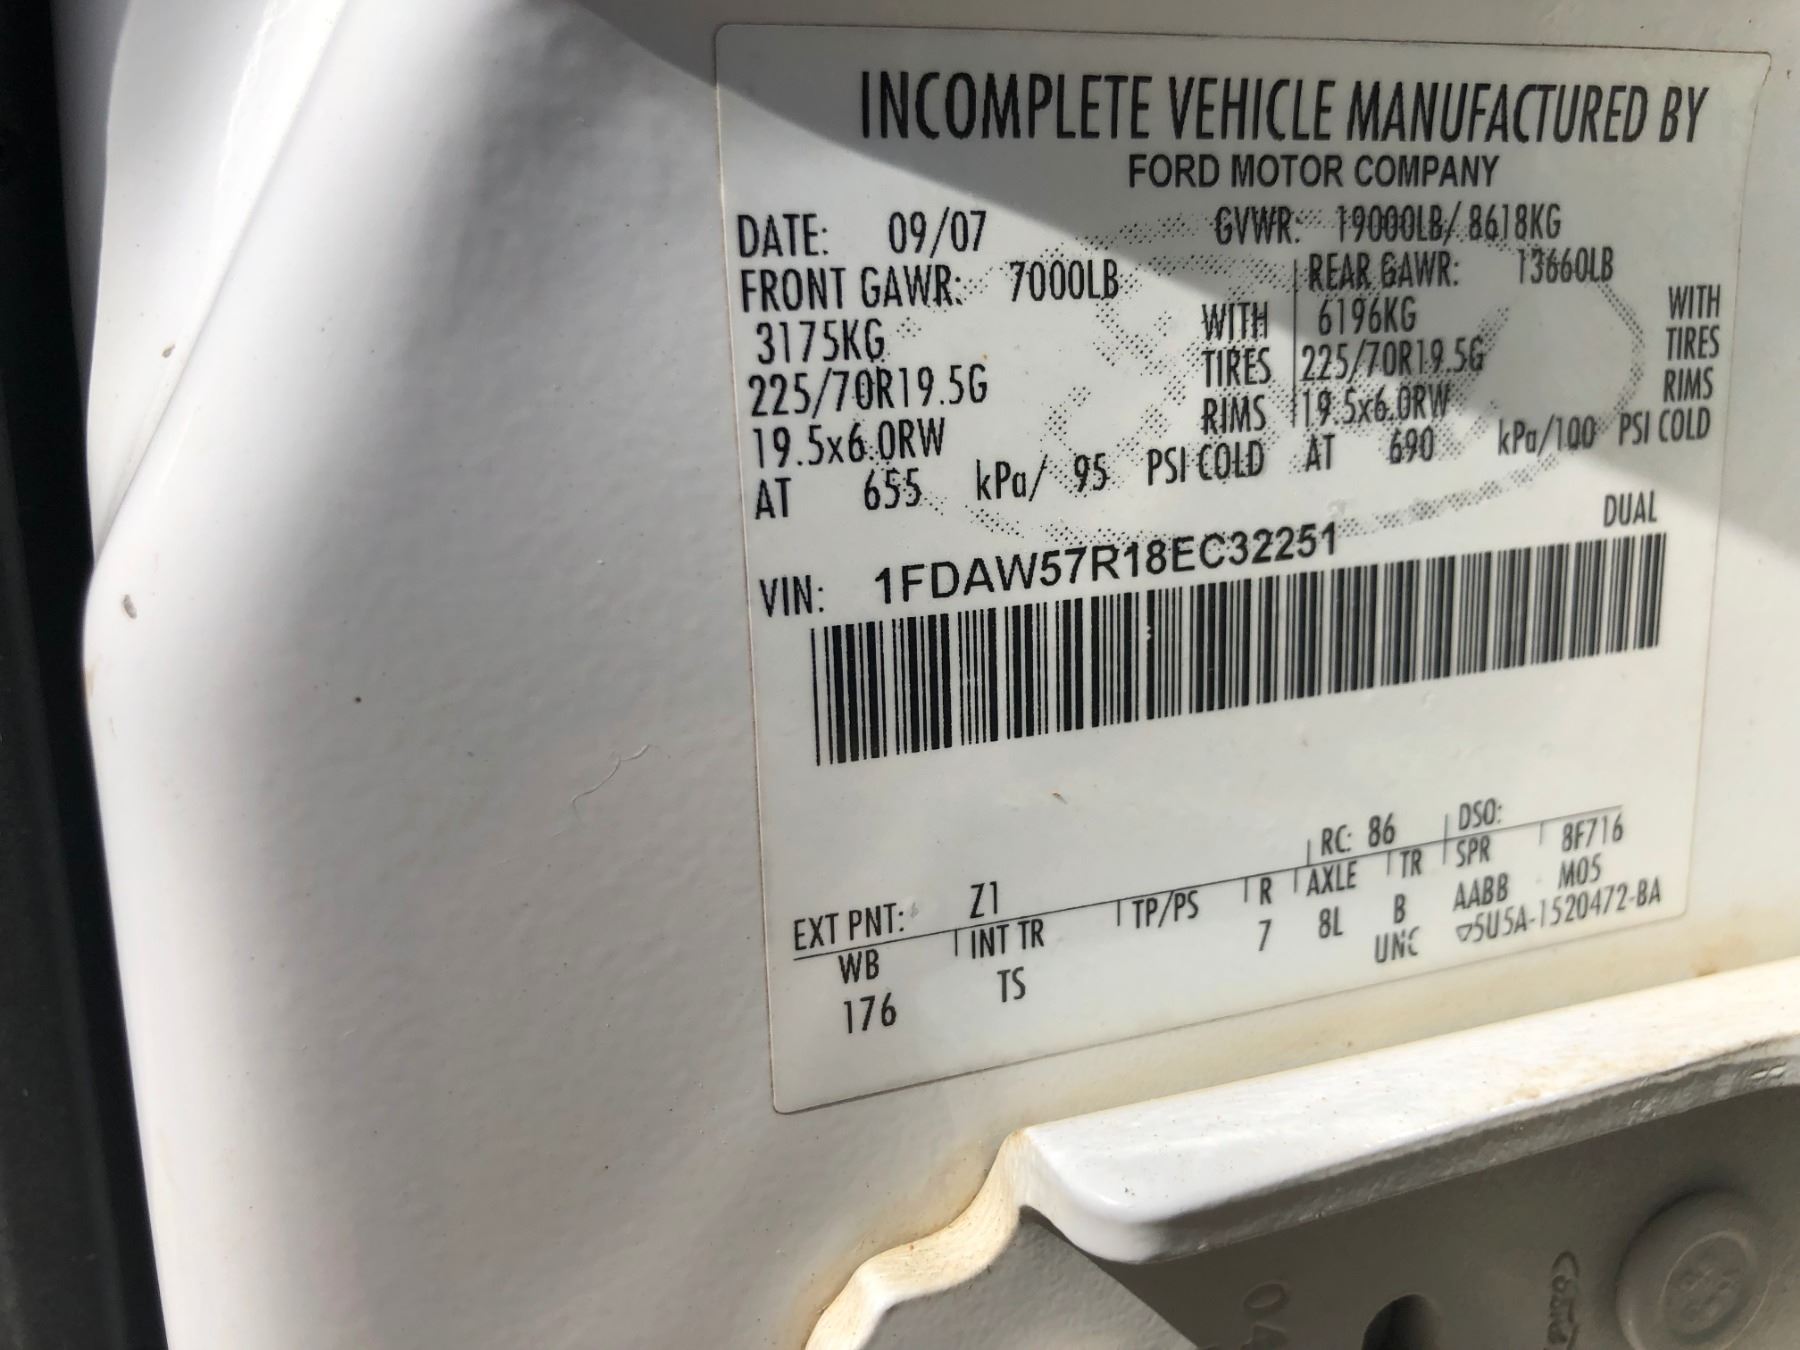 INCOMPLETE VEHICLE MANUFACTURED BY
FORD MOTOR COMPANY
DATE: 09/07 GVWR: 19000LB/ 8618KG
FRONT GAWR: 7000LB REAR GAWR: 13660LB
3175KG WITH 6196KG WITH
225/70R19.5G TIRES 225/70R19.5G TIRES
19.5x6.0RW RIMS 19.5x6.0RW RIMS
AT 655 kPa/ 95 PSI COLD AT 690 kPa/100 PSI COLD
DUAL
VIN: 1FDAW57R18EC32251
RC: 86 DSO:
EXT PNT: Z1 8F716
WB INT TR TP/PS R AXLE TR SPR M05
176 TS 7 8L B AABB
UNC ▽5U5A-1520472-BA
04